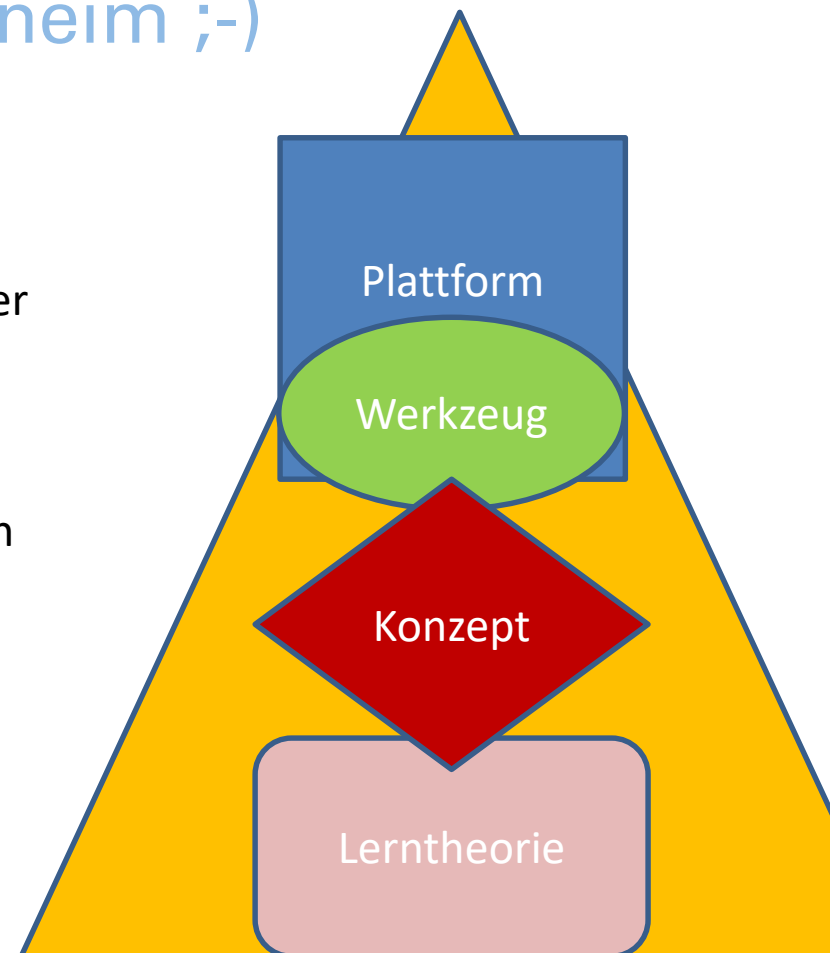 neim ;-)
Plattform
er
Werkzeug
n
Konzept
Lerntheorie